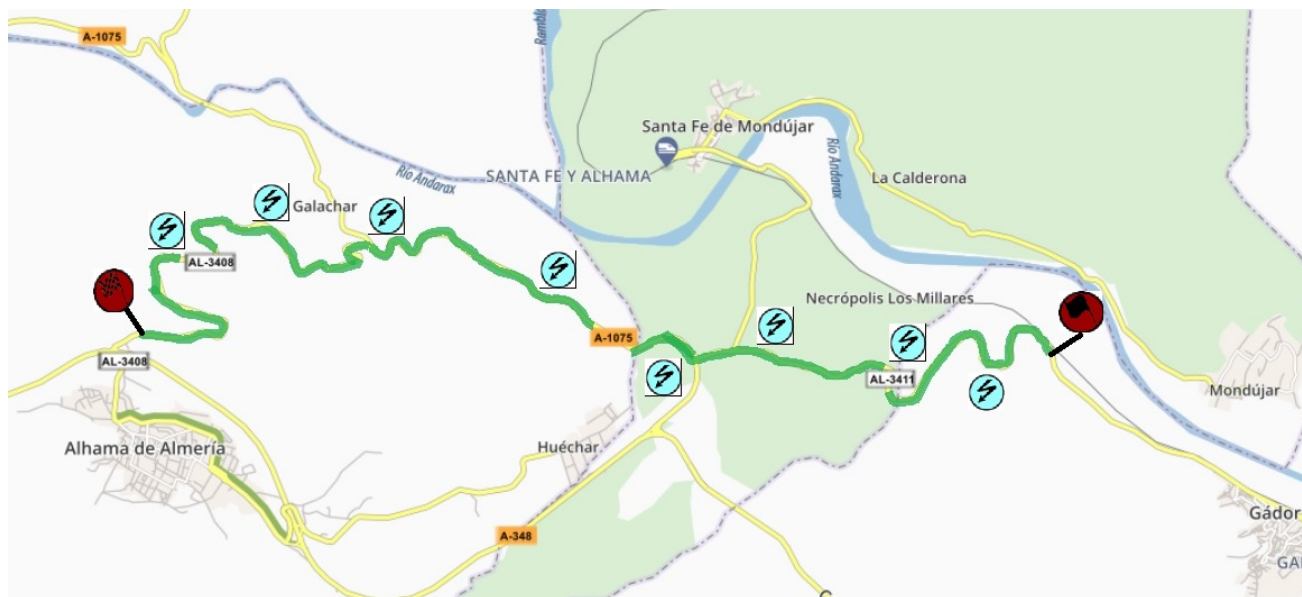 A-1075
Rambla
Santa Fe de Mondújar
Río Andarax
SANTA FE Y ALHAMA
Río Andarax
La Calderona
Galachar
AL-3408
Necrópolis Los Millares
A-1075
AL-3408
AL-3411
Mondújar
Alhama de Almería
Huéchar
A-348
Gádor
GÁ